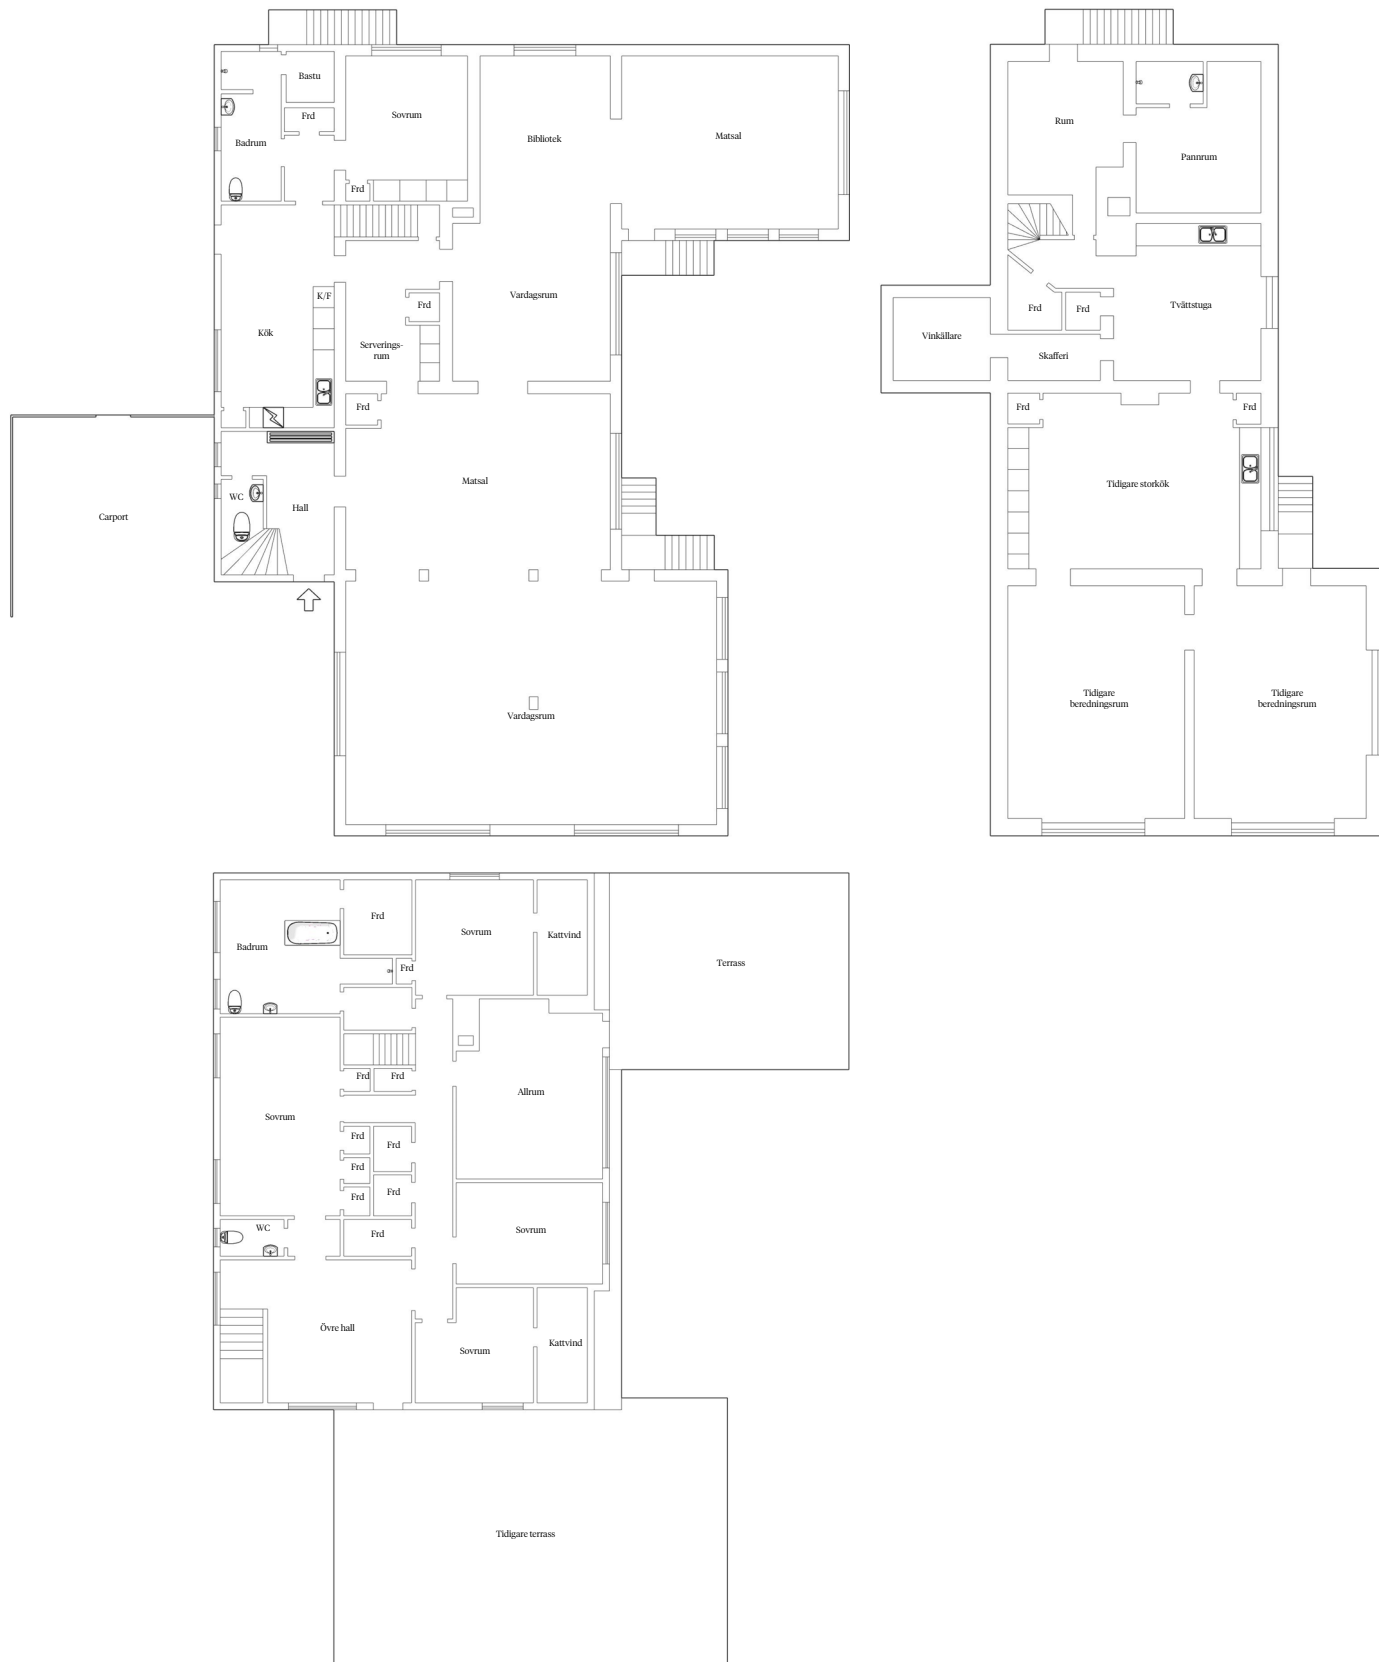 Bastu
Frd
Badrum
Sovrum
Frd
Bibliotek
Matsal
K/F
Kök
Frd
Serverings-
rum
Vardagsrum
Frd
WC
Hall
Matsal
Carport
Vardagsrum
Rum
Pannrum
Vinkällare
Frd
Frd
Tvättstuga
Skafferi
Frd
Frd
Tidigare storkök
Tidigare
beredningsrum
Tidigare
beredningsrum
Frd
Badrum
Sovrum
Kattvind
Frd
Terrass
Frd
Frd
Allrum
Sovrum
Frd
Frd
Frd
Frd
Frd
WC
Frd
Sovrum
Övre hall
Sovrum
Kattvind
Tidigare terrass